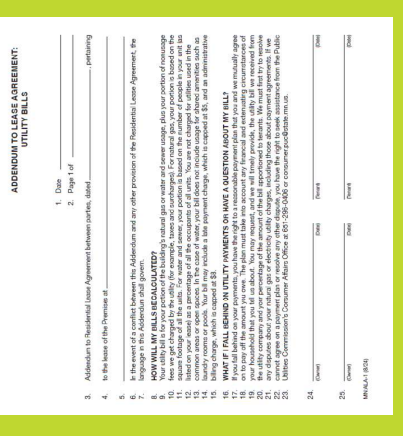 ADDENDUM TO LEASE AGREEMENT:
UTILITY BILLS
1. Date
2. Page 1 of
3. Addendum to Residential Lease Agreement between parties, dated , pertaining
4. to the lease of the Premises at
5.
6. In the event of a conflict between this Addendum and any other provision of the Residential Lease Agreement, the
7. language in this Addendum shall govern.
8. HOW WILL MY BILLS RECALCULATED?
9. Your utility bill is for your portion of the building's natural gas or water and sewer usage, plus your portion of nonusage
10. fees we get charged by the utility (for example, taxes and surcharges). For natural gas, your portion is based on the
11. square footage of all the units. For water and sewer, your portion is based on the number of people in your unit (so
12. listed on your lease) as a percentage of all the occupants of all units. You are not charged for utilities used in the
13. common areas or open spaces. In the case of water, your bill does not include usage for shared amenities such as
14. laundry rooms or pools. Your bill may include a late payment charge, which is capped at $5, and an administrative
15. billing charge, which is capped at $8.
16. WHAT IF I FALL BEHIND IN UTILITY PAYMENTS OR HAVE A QUESTION ABOUT MY BILL?
17. If you fall behind on your payments, you have the right to a reasonable payment plan that you and we mutually agree
18. on to pay off the amount you owe. The plan must take into account any financial and extenuating circumstances of
19. your household that you tell us about. You may request, and we will timely provide, the utility bill we received from
20. the utility company and your percentage of the amount of the bill apportioned to tenants. We must first try to resolve
21. any disputes about your natural gas or electricity utility charges, including those about payment agreements. If we
22. cannot agree on a payment plan or resolve any other dispute, you have the right to seek assistance from the Public
23. Utilities Commission's Consumer Affairs Office at 651-296-0406 or consumer.puc@state.mn.us.
24.
(Owner) (Date) (Tenant) (Date)
25.
(Owner) (Date) (Tenant) (Date)
MN:ALA-1 (8/24)